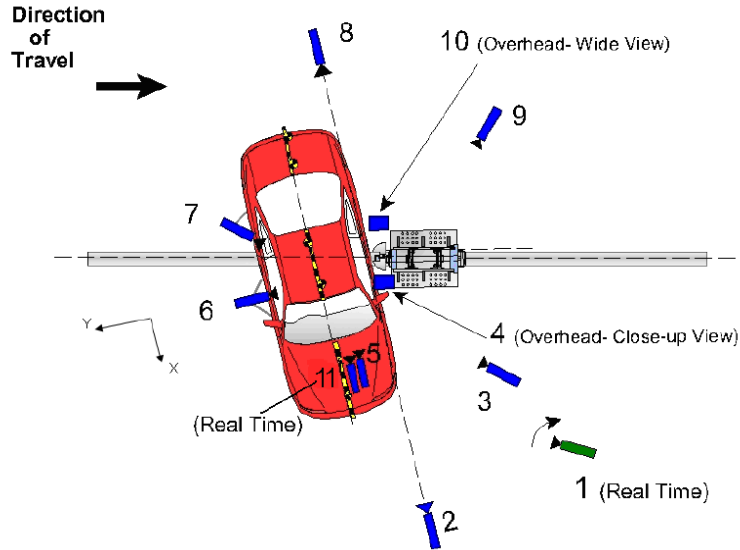 Direction
of
Travel
8
10 (Overhead- Wide View)
9
7
6
Y
X
4 (Overhead- Close-up View)
5
11
3
(Real Time)
1 (Real Time)
2